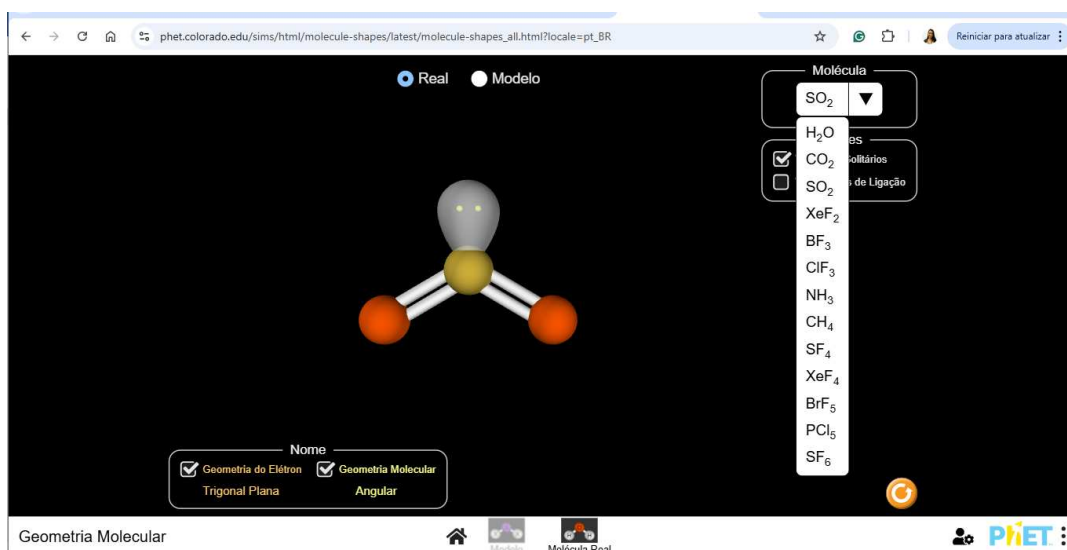 phet.colorado.edu/sims/html/molecule-shapes/latest/molecule-shapes_all.html?locale=pt_BR
Reiniciar para atualizar
Real
Modelo
Molécula
SO₂
H₂O
CO₂
SO₂
XeF₂
BF₃
ClF₃
NH₃
CH₄
SF₄
XeF₄
BrF₅
PCl₅
SF₆
Solitários
de Ligação
Nome
Geometria do Elétron
Geometria Molecular
Trigonal Plana
Angular
Geometria Molecular
Modelo
Molécula Real
PhET